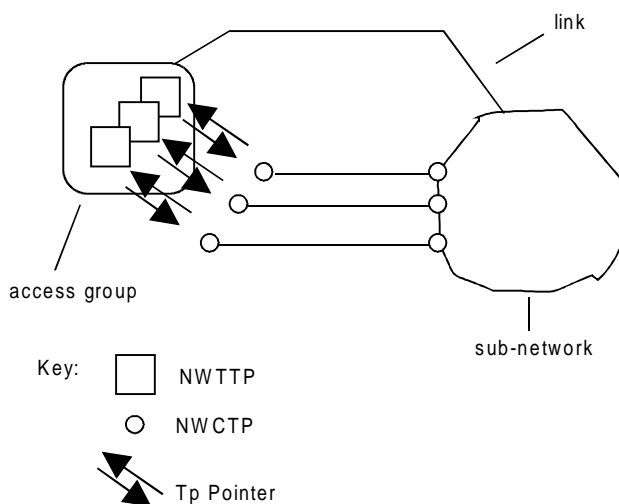 link
access group
sub-network
Key:
NWTTP
NWCTP
Tp Pointer